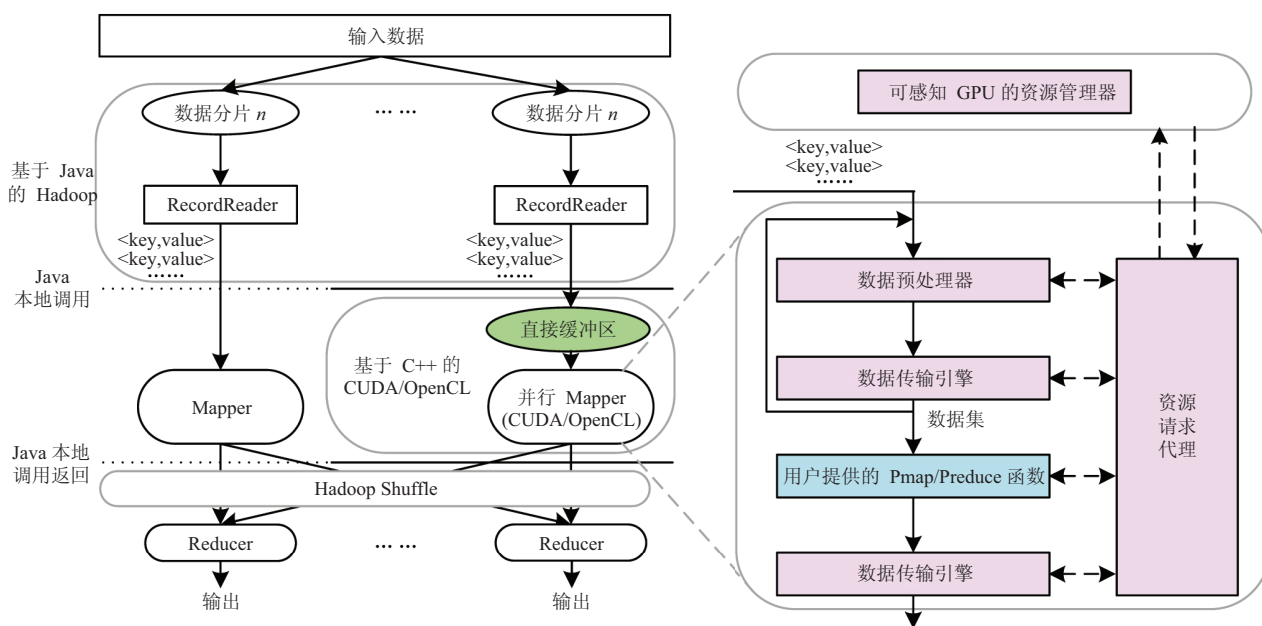 输入数据
数据分片 n
... ...
数据分片 n
基于 Java
的 Hadoop
RecordReader
RecordReader
<key,value>
<key,value>
......
<key,value>
<key,value>
......
Java
本地调用
直接缓冲区
基于 C++ 的
CUDA/OpenCL
Mapper
并行 Mapper
(CUDA/OpenCL)
Java 本地
调用返回
Hadoop Shuffle
Reducer
... ...
Reducer
输出
输出
可感知 GPU 的资源管理器
<key,value>
<key,value>
......
数据预处理器
数据传输引擎
数据集
用户提供的 Pmap/Preduce 函数
数据传输引擎
资源
请求
代理